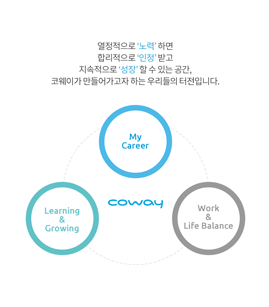 열정적으로 '노력' 하면
합리적으로 '인정' 받고
지속적으로 '성장' 할 수 있는 공간,
코웨이가 만들어가고자 하는 우리들의 터전입니다.
My
Career
coway
Learning
&
Growing
Work
&
Life Balance